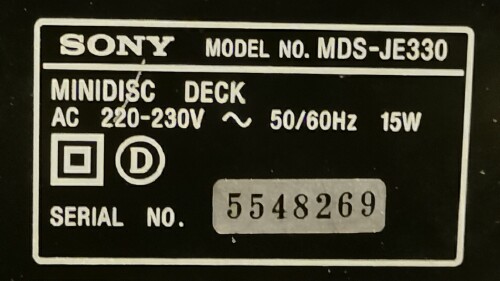 SONY MODEL NO. MDS-JE330
MINIDISC DECK
AC 220-230V ~ 50/60Hz 15W
D
SERIAL NO. 5548269